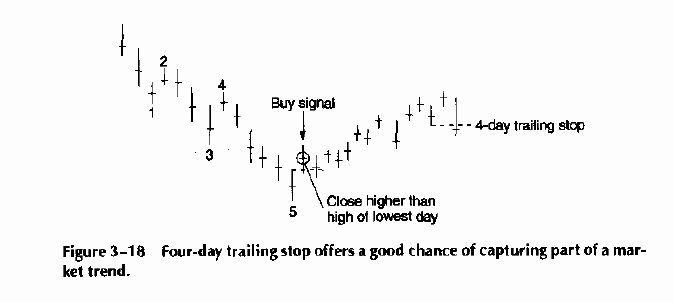 2
4
Buy signal
1
4-day trailing stop
3
5
Close higher than
high of lowest day
Figure 3–18 Four-day trailing stop offers a good chance of capturing part of a mar-
ket trend.